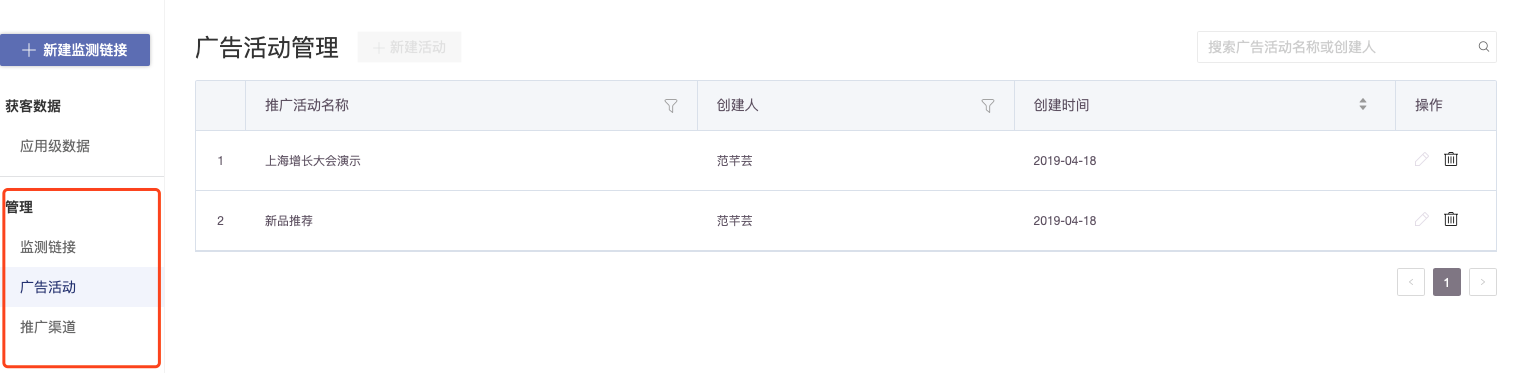 新建监测链接
获客数据
应用级数据
管理
监测链接
广告活动
推广渠道
广告活动管理 新建活动 搜索广告活动名称或创建人
推广活动名称 创建人 创建时间 操作
1 上海增长大会演示 范芊芸 2019-04-18
2 新品推荐 范芊芸 2019-04-18
< 1 >